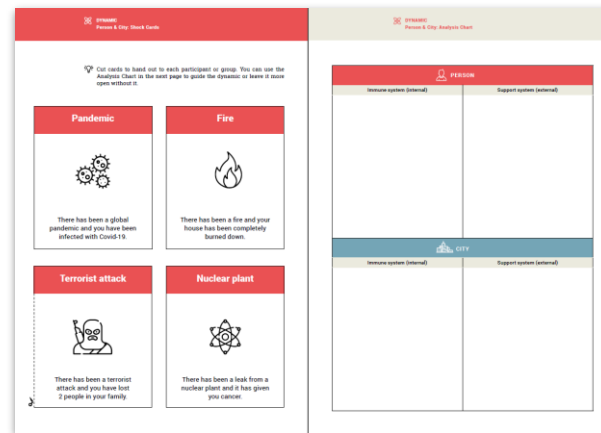 DYNAMIC
Person & City: Shock Cards
Cut cards to hand out to each participant or group. You can use the
Analysis Chart in the next page to guide the dynamic or leave it more
open without it.
Pandemic
There has been a global
pandemic and you have been
infected with Covid-19.
Fire
There has been a fire and your
house has been completely
burned down.
Terrorist attack
There has been a terrorist
attack and you have lost
2 people in your family.
Nuclear plant
There has been a leak from a
nuclear plant and it has given
you cancer.
DYNAMIC
Person & City: Analysis Chart
PERSON
Immune system (internal)
Support system (external)
CITY
Immune system (internal)
Support system (external)